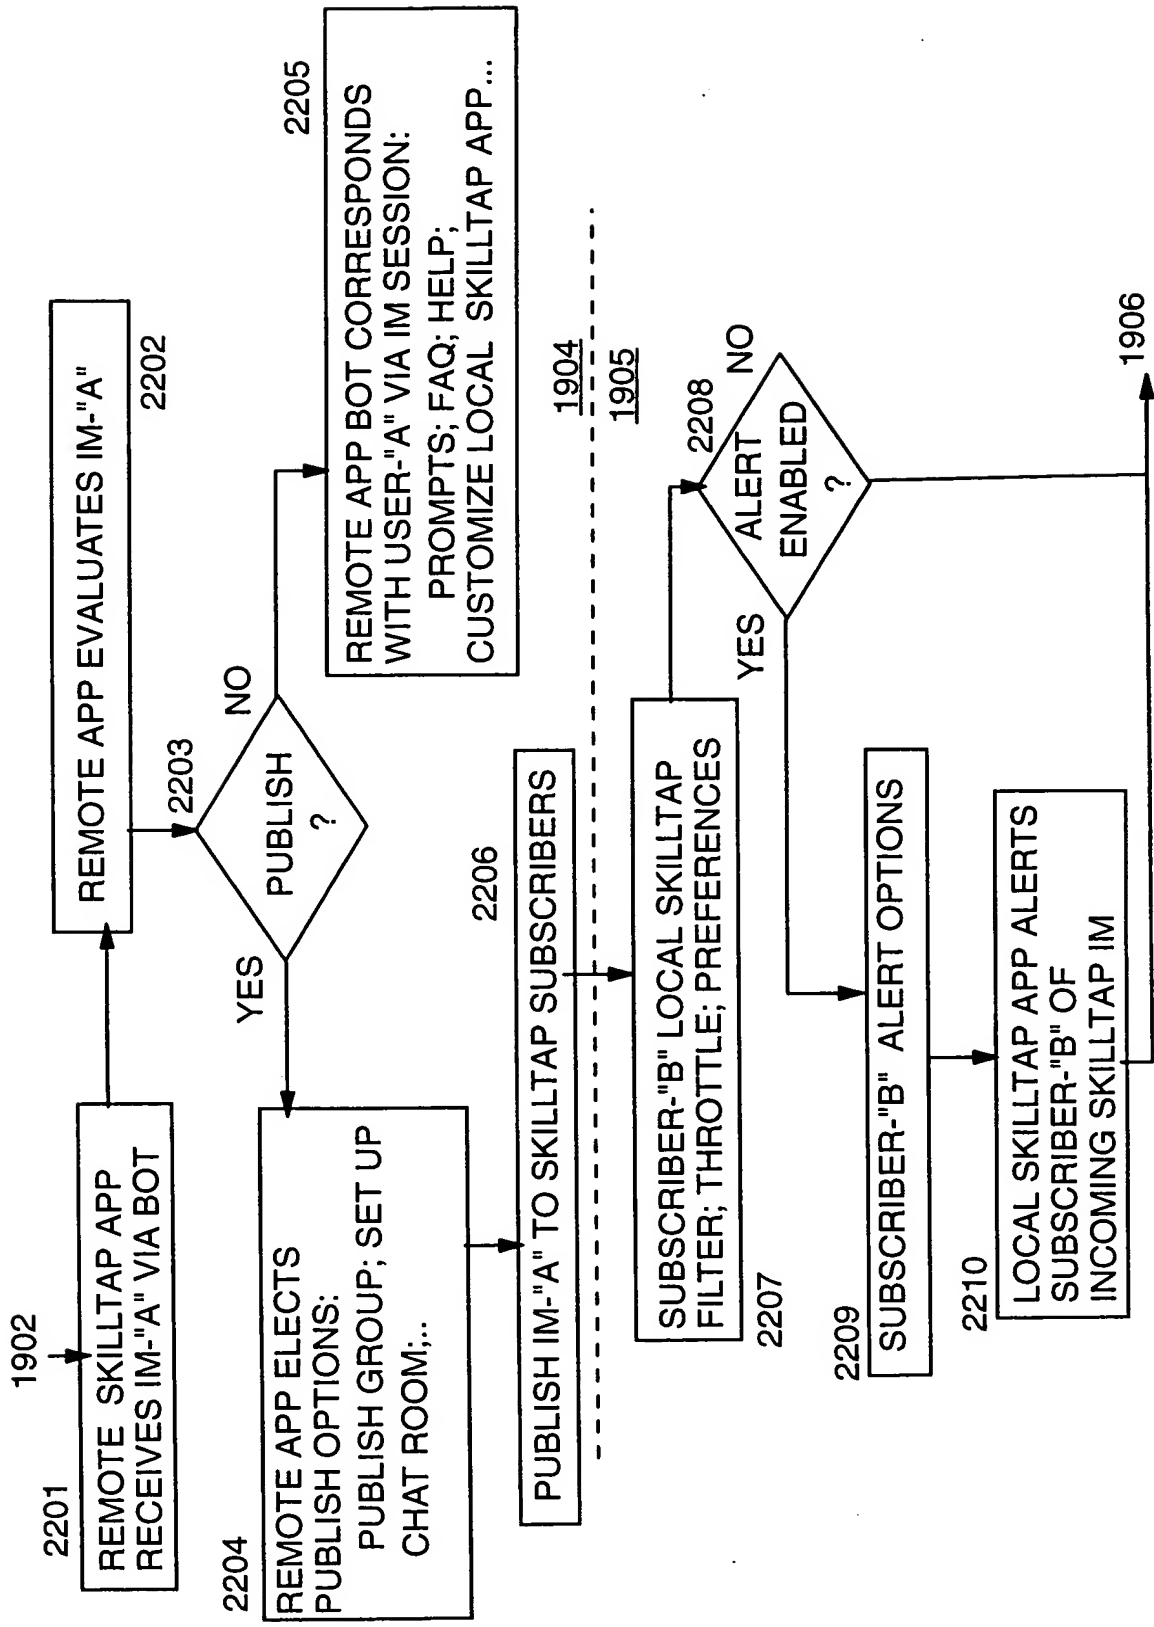 1902
2201
REMOTE SKILLTAP APP
RECEIVES IM-"A" VIA BOT
REMOTE APP EVALUATES IM-"A"
2202
2203
PUBLISH
?
YES
NO
2204
REMOTE APP ELECTS
PUBLISH OPTIONS:
PUBLISH GROUP; SET UP
CHAT ROOM;..
2205
REMOTE APP BOT CORRESPONDS
WITH USER-"A" VIA IM SESSION:
PROMPTS; FAQ; HELP;
CUSTOMIZE LOCAL SKILLTAP APP...
2206
PUBLISH IM-"A" TO SKILLTAP SUBSCRIBERS
1904
1905
SUBSCRIBER-"B" LOCAL SKILLTAP
FILTER; THROTTLE; PREFERENCES
2207
2208
ALERT
ENABLED
?
YES
NO
2209
SUBSCRIBER-"B" ALERT OPTIONS
2210
LOCAL SKILLTAP APP ALERTS
SUBSCRIBER-"B" OF
INCOMING SKILLTAP IM
1906